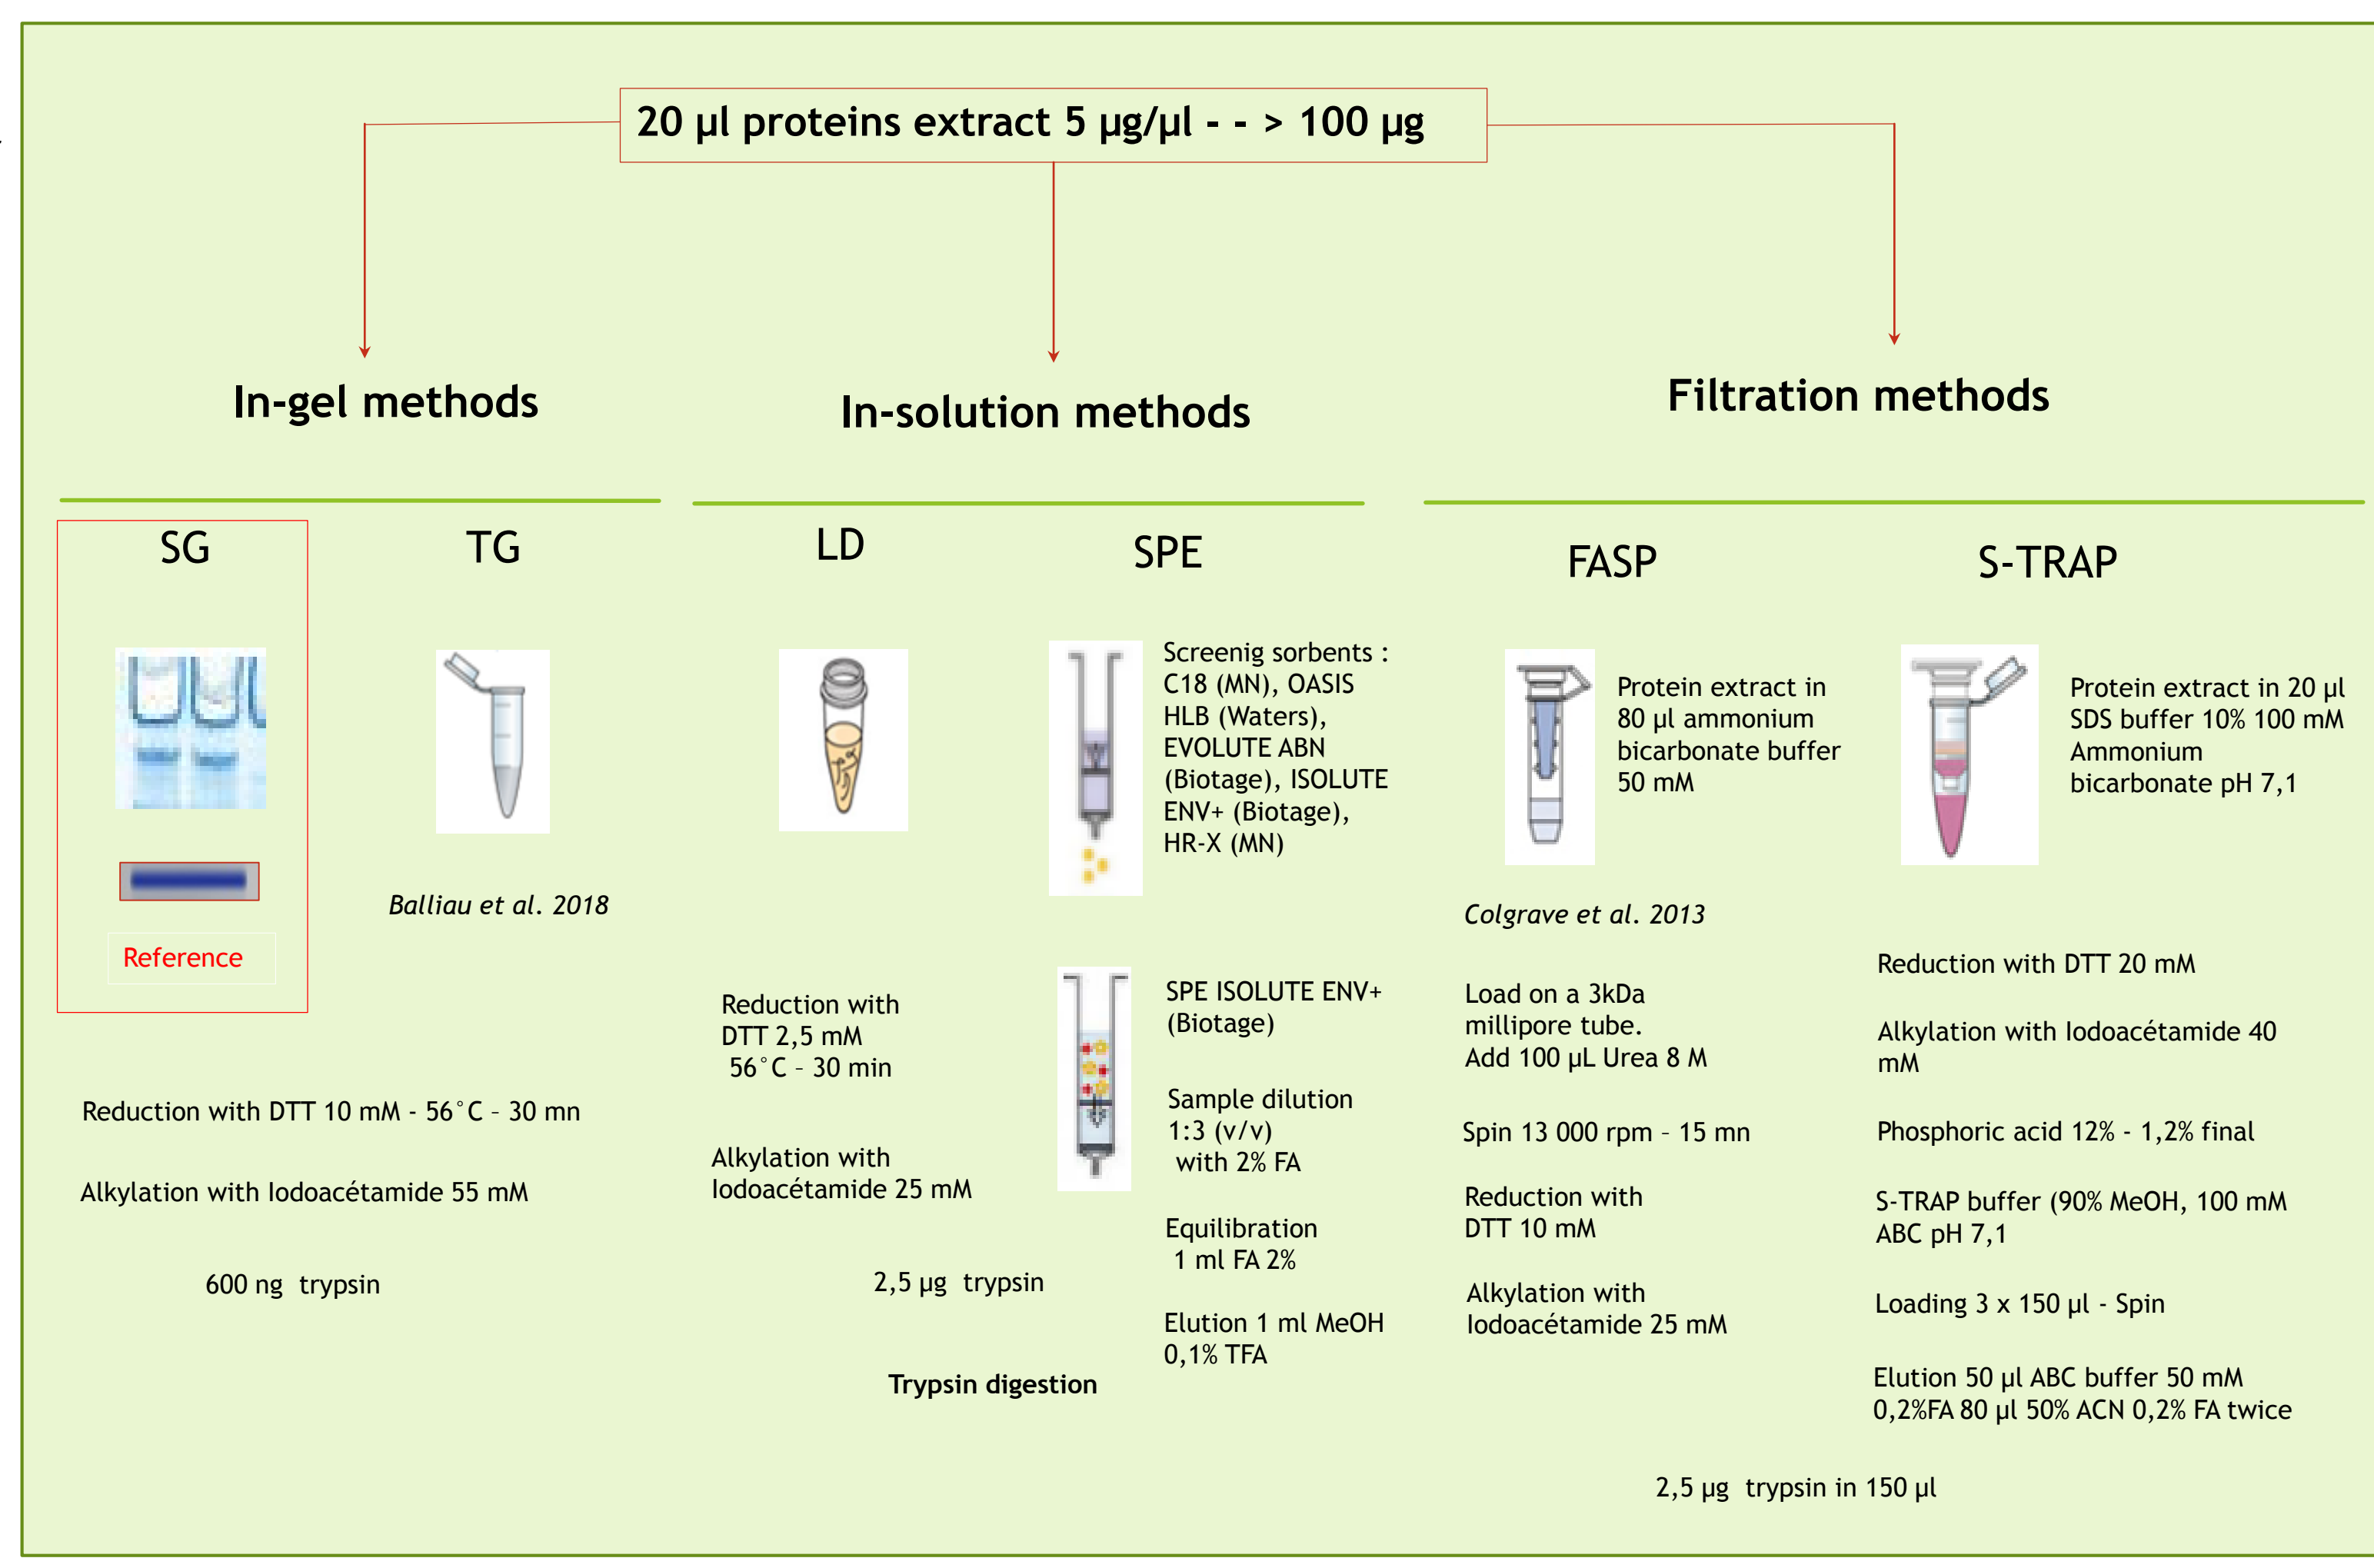 20 µl proteins extract 5 µg/µl - - > 100 µg
In-gel methods
In-solution methods
Filtration methods
SG
Reference
TG
Balliau et al. 2018
Reduction with DTT 10 mM - 56°C – 30 mn
Alkylation with Iodoacétamide 55 mM
600 ng trypsin
LD
Reduction with
DTT 2,5 mM
56°C – 30 min
Alkylation with
Iodoacétamide 25 mM
2,5 µg trypsin
Trypsin digestion
SPE
Screenig sorbents :
C18 (MN), OASIS
HLB (Waters),
EVOLUTE ABN
(Biotage), ISOLUTE
ENV+ (Biotage),
HR-X (MN)
SPE ISOLUTE ENV+
(Biotage)
Sample dilution
1:3 (v/v)
with 2% FA
Equilibration
1 ml FA 2%
Elution 1 ml MeOH
0,1% TFA
FASP
Protein extract in
80 µl ammonium
bicarbonate buffer
50 mM
Colgrave et al. 2013
Load on a 3kDa
millipore tube.
Add 100 µL Urea 8 M
Spin 13 000 rpm – 15 mn
Reduction with
DTT 10 mM
Alkylation with
Iodoacétamide 25 mM
S-TRAP
Protein extract in 20 µl
SDS buffer 10% 100 mM
Ammonium
bicarbonate pH 7,1
Reduction with DTT 20 mM
Alkylation with Iodoacétamide 40
mM
Phosphoric acid 12% - 1,2% final
S-TRAP buffer (90% MeOH, 100 mM
ABC pH 7,1
Loading 3 x 150 µl - Spin
Elution 50 µl ABC buffer 50 mM
0,2%FA 80 µl 50% ACN 0,2% FA twice
2,5 µg trypsin in 150 µl